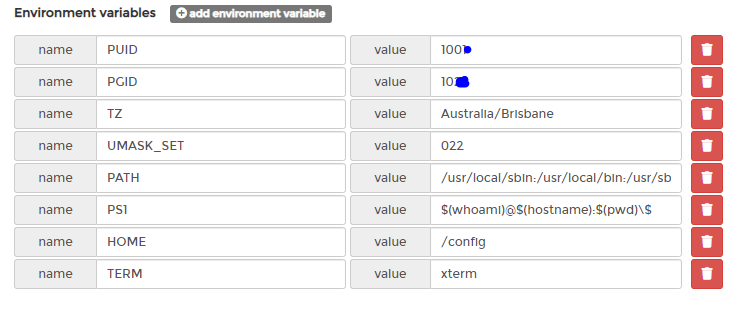 Environment variables add environment variable
name PUID value
name PGID value
name TZ value Australia/Brisbane
name UMASK_SET value 022
name PATH value /usr/local/sbin:/usr/local/bin:/usr/sb
name PS1 value $(whoami)@$(hostname):$(pwd)\$
name HOME value /config
name TERM value xterm